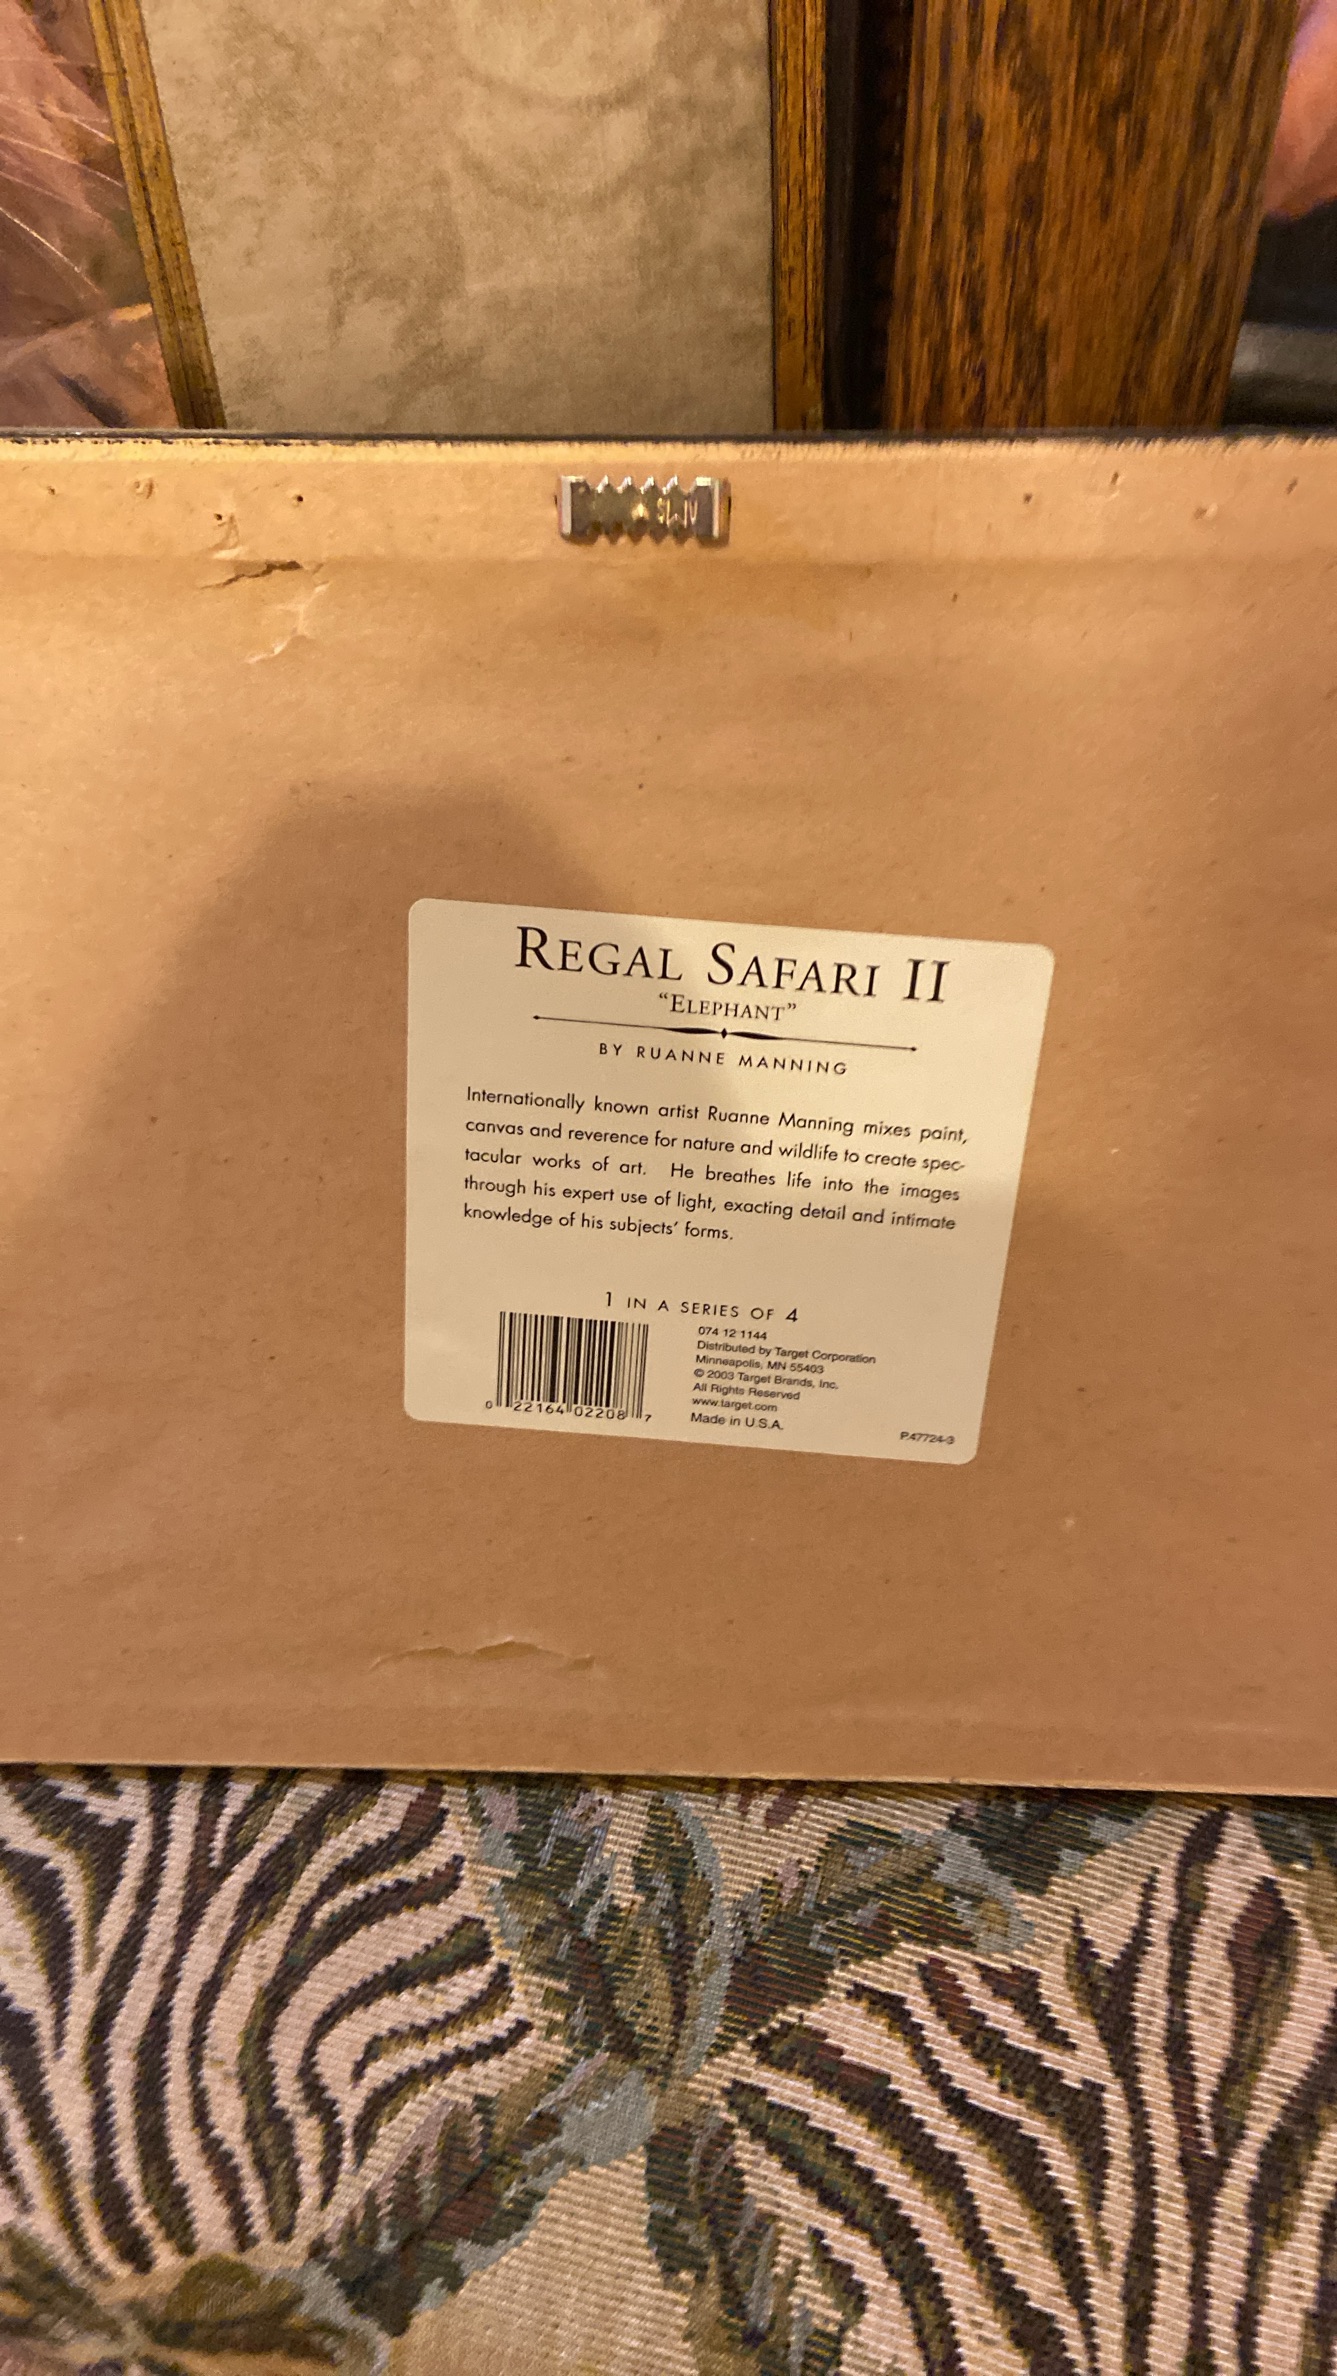 REGAL SAFARI II
“ELEPHANT”
BY RUANNE MANNING
Internationally known artist Ruanne Manning mixes paint,
canvas and reverence for nature and wildlife to create spec-
tacular works of art. He breathes life into the images
through his expert use of light, exacting detail and intimate
knowledge of his subjects’ forms.
1 IN A SERIES OF 4
074 12 1144
Distributed by Target Corporation
Minneapolis, MN 55403
© 2003 Target Brands, Inc.
All Rights Reserved
www.target.com
Made in U.S.A.
0 22164 02208 7
P.47724-3